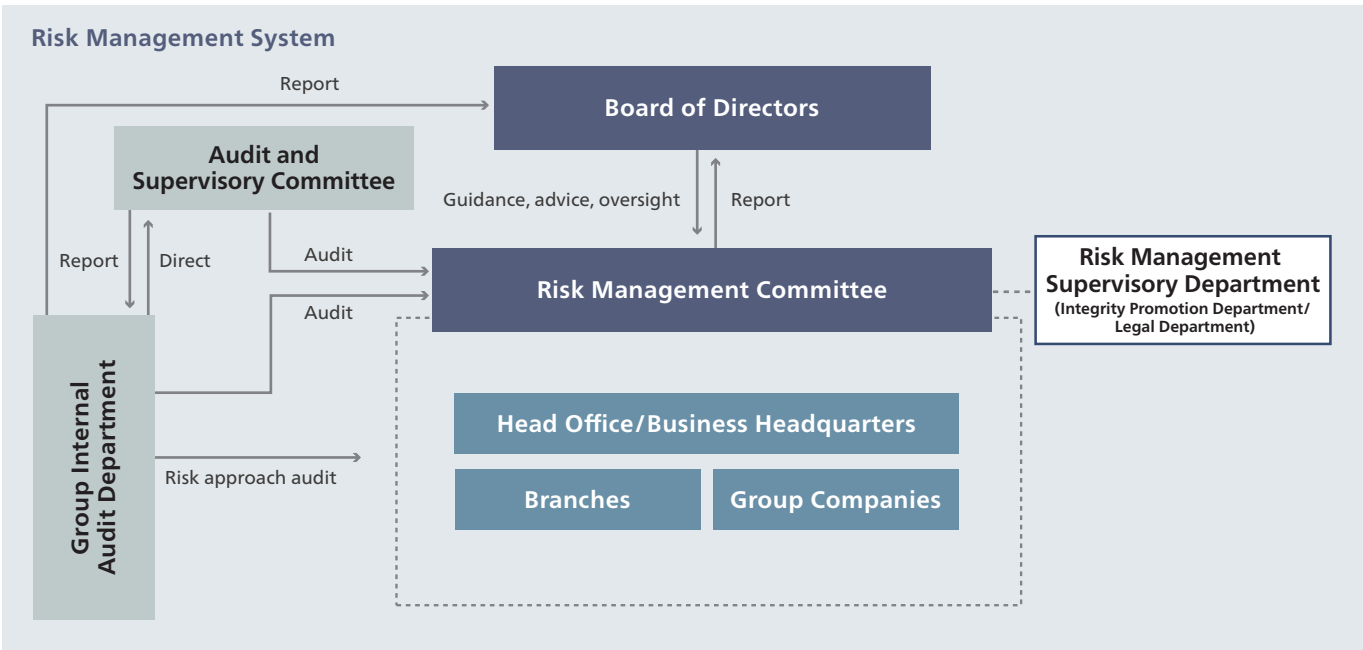 Risk Management System
Report
Board of Directors
Audit and
Supervisory Committee
Guidance, advice, oversight
Report
Report
Direct
Audit
Risk Management Committee
Audit
Risk Management
Supervisory Department
(Integrity Promotion Department/
Legal Department)
Group Internal
Audit Department
Head Office/Business Headquarters
Risk approach audit
Branches
Group Companies